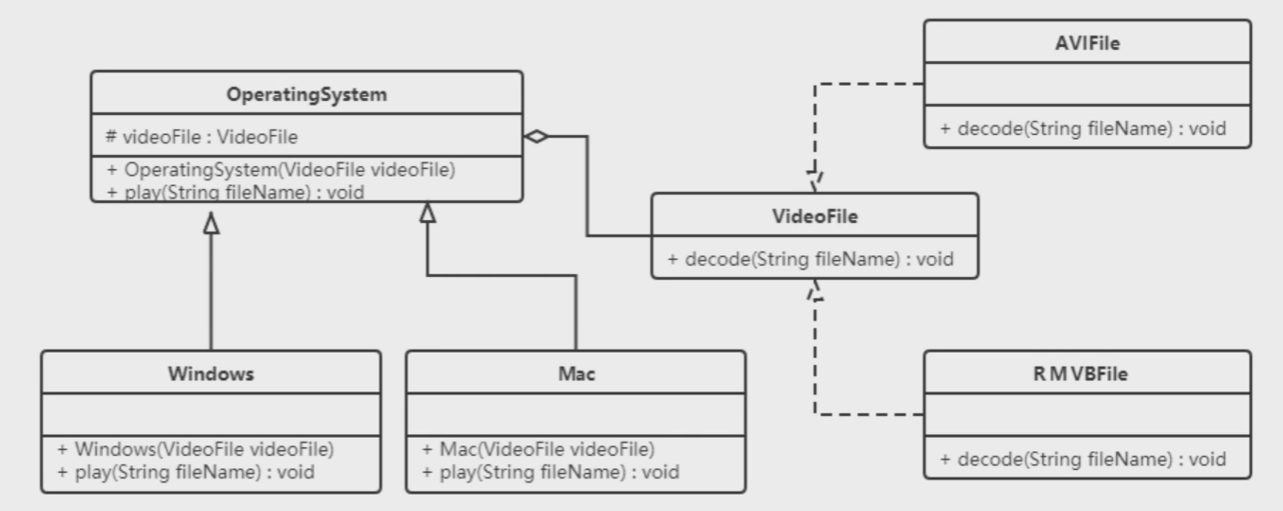 OperatingSystem
# videoFile : VideoFile
+ OperatingSystem(VideoFile videoFile)
+ play(String fileName) : void
AVIFile
+ decode(String fileName) : void
VideoFile
+ decode(String fileName) : void
Windows
+ Windows(VideoFile videoFile)
+ play(String fileName) : void
Mac
+ Mac(VideoFile videoFile)
+ play(String fileName) : void
RMVBFile
+ decode(String fileName) : void